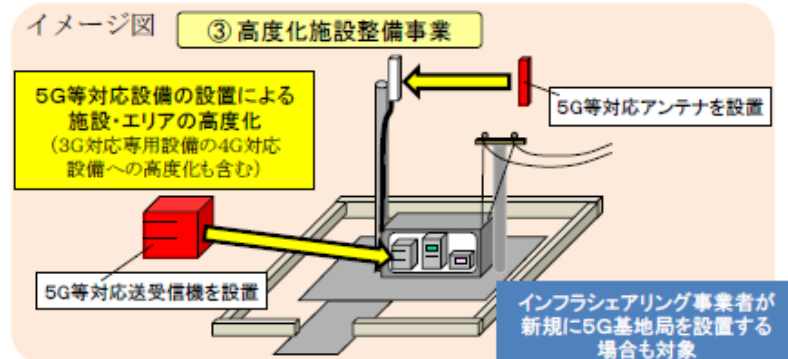 イメージ図
③高度化施設整備事業
5G等対応設備の設置による
施設・エリアの高度化
(3G対応専用設備の4G対応
設備への高度化も含む)
5G等対応アンテナを設置
5G等対応送受信機を設置
インフラシェアリング事業者が
新規に5G基地局を設置する
場合も対象